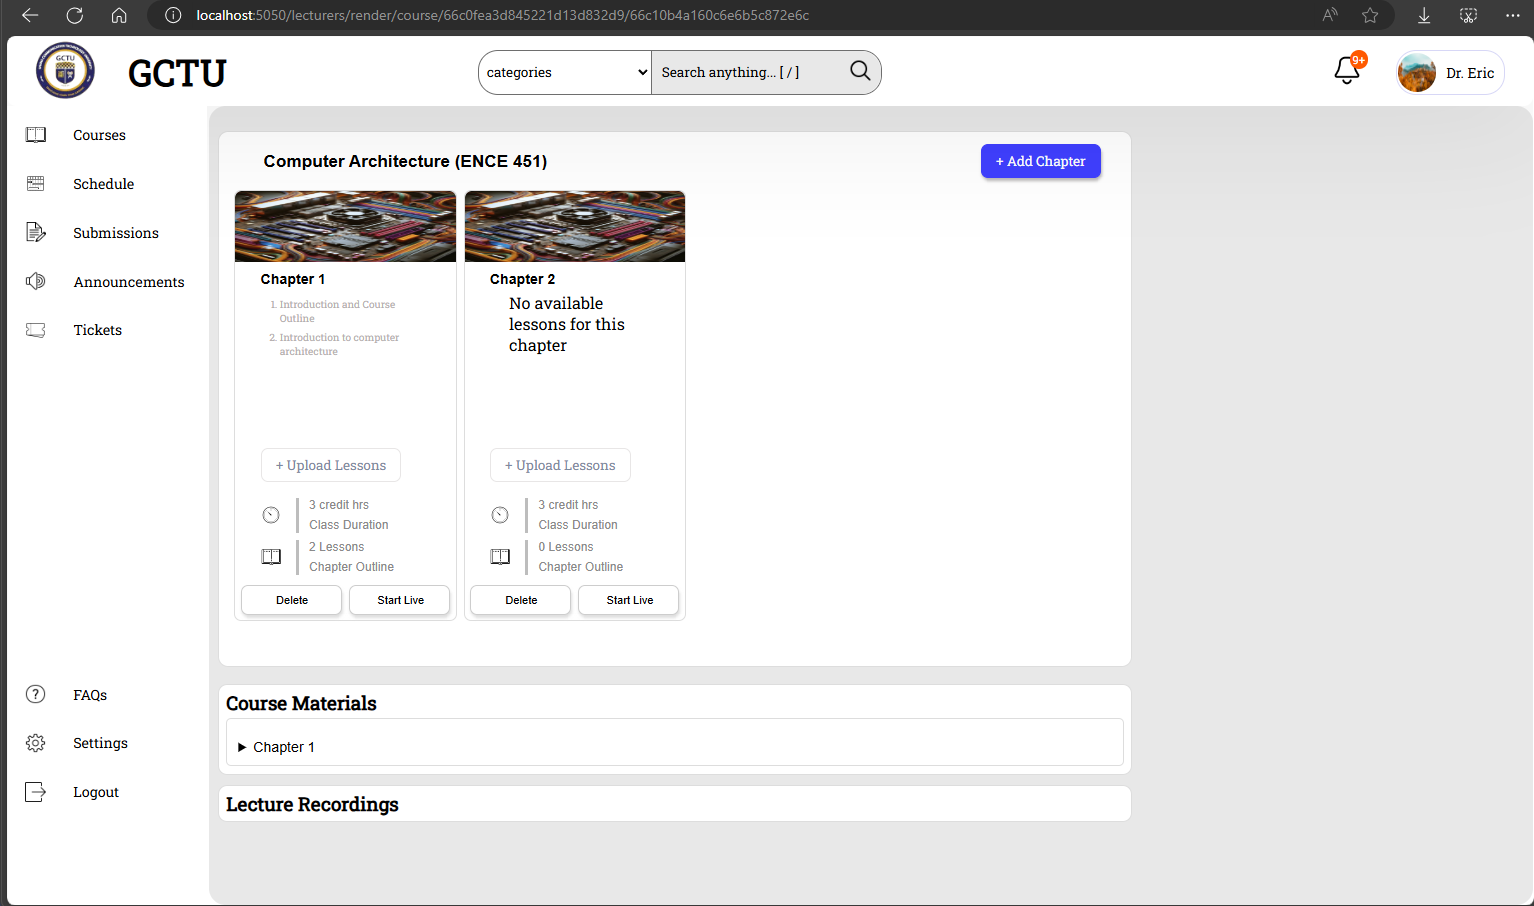 localhost:5050/lecturers/render/course/66c0fea3d845221d13d832d9/66c10b4a160c6e6b5c872e6c
GCTU
GCTU
categories
Search anything... [ / ]
9+
Dr. Eric
Courses
Schedule
Submissions
Announcements
Tickets
FAQs
Settings
Logout
Computer Architecture (ENCE 451)
+ Add Chapter
Chapter 1
1. Introduction and Course
Outline
2. Introduction to computer
architecture
+ Upload Lessons
3 credit hrs
Class Duration
2 Lessons
Chapter Outline
Delete
Start Live
Chapter 2
No available
lessons for this
chapter
+ Upload Lessons
3 credit hrs
Class Duration
0 Lessons
Chapter Outline
Delete
Start Live
Course Materials
Chapter 1
Lecture Recordings